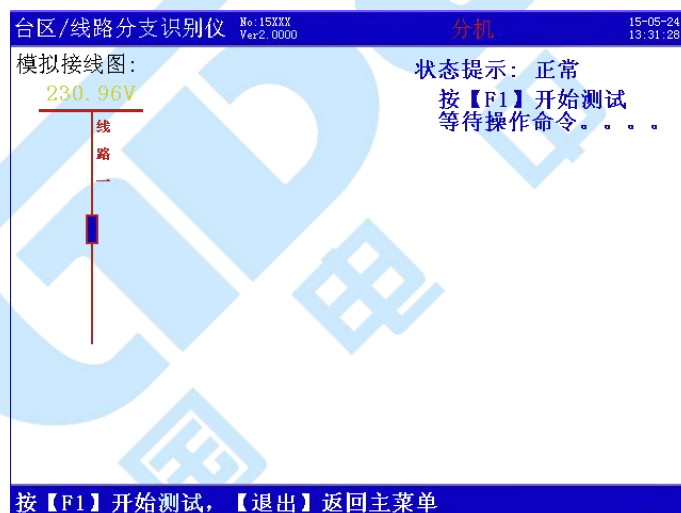 台区/线路分支识别仪 No:15XXX Ver2.0000 分机 15-05-24 13:31:28
模拟接线图:
230.96V
线
路
一
状态提示: 正常
按【F1】开始测试
等待操作命令。。。。
按【F1】开始测试，【退出】返回主菜单
国电